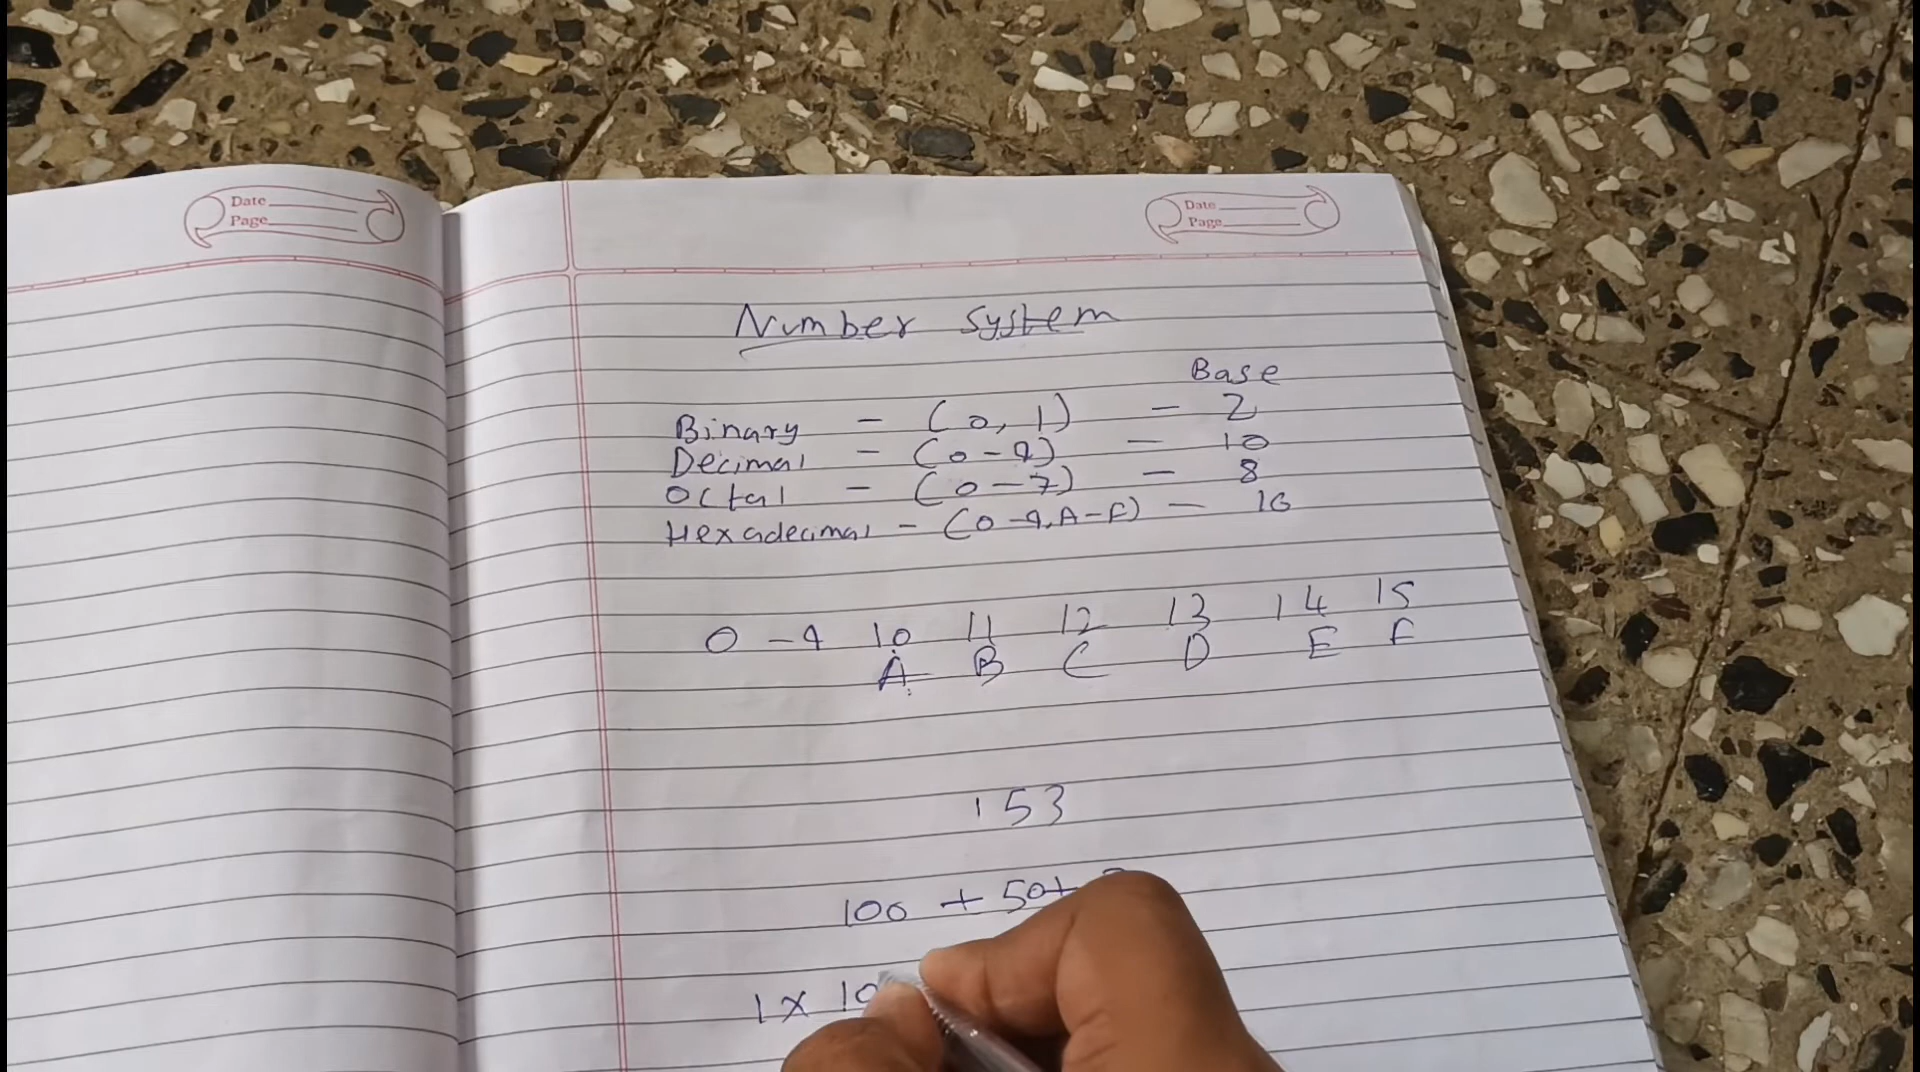 Date
Page
Date
Page
Number System
Base
Binary - (0, 1) - 2
Decimal - (0-9) - 10
Octal - (0-7) - 8
Hexadecimal - (0-9, A-F) - 16
0 - 9 10 11 12 13 14 15
A B C D E F
153
100 + 50+
1 × 10